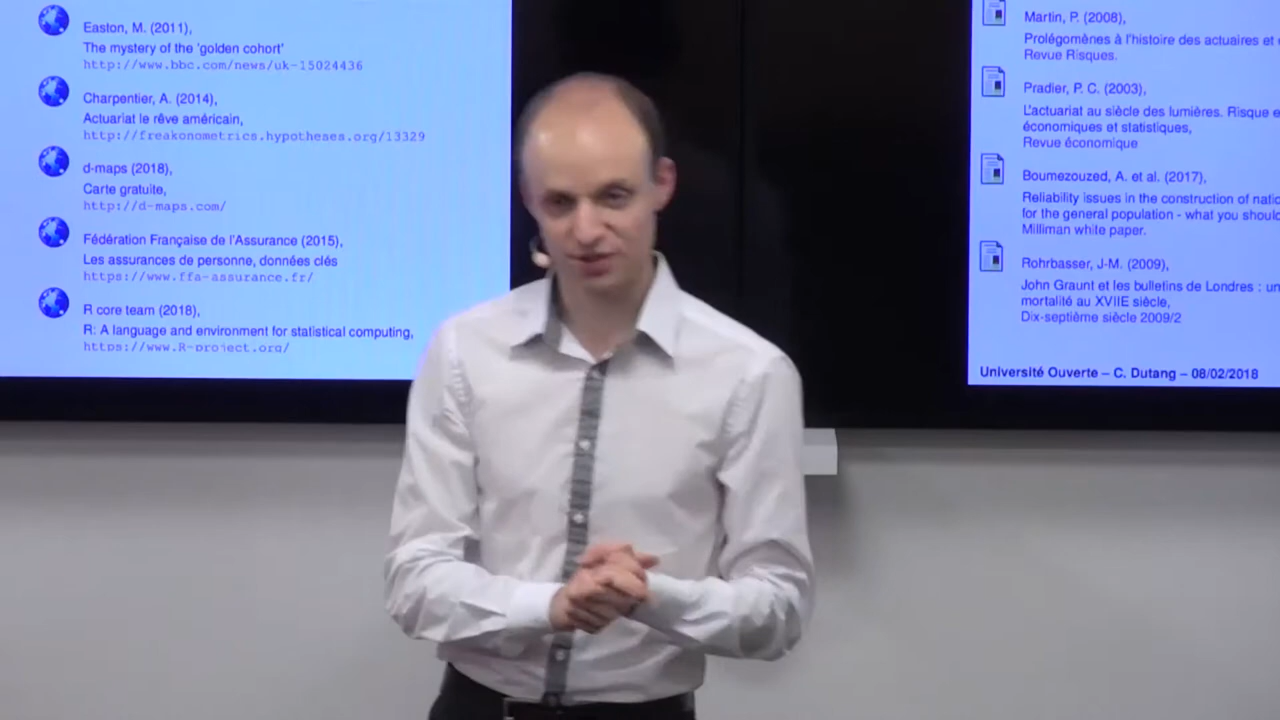 Easton, M. (2011),
The mystery of the 'golden cohort'
http://www.bbc.com/news/uk-15024436
Charpentier, A. (2014),
Actuariat le rêve américain,
http://freakonometrics.hypotheses.org/13329
d-maps (2018),
Carte gratuite,
http://d-maps.com/
Fédération Française de l'Assurance (2015),
Les assurances de personne, données clés
https://www.ffa-assurance.fr/
R core team (2018),
R: A language and environment for statistical computing,
https://www.R-project.org/
Martin, P. (2008),
Prolégomènes à l'histoire des actuaires et
Revue Risques.
Pradier, P. C. (2003),
L'actuariat au siècle des lumières. Risque e
économiques et statistiques,
Revue économique
Boumezouzed, A. et al. (2017),
Reliability issues in the construction of natio
for the general population - what you should
Milliman white paper.
Rohrbasser, J-M. (2009),
John Graunt et les bulletins de Londres : un
mortalité au XVIIE siècle,
Dix-septième siècle 2009/2
Université Ouverte – C. Dutang – 08/02/2018